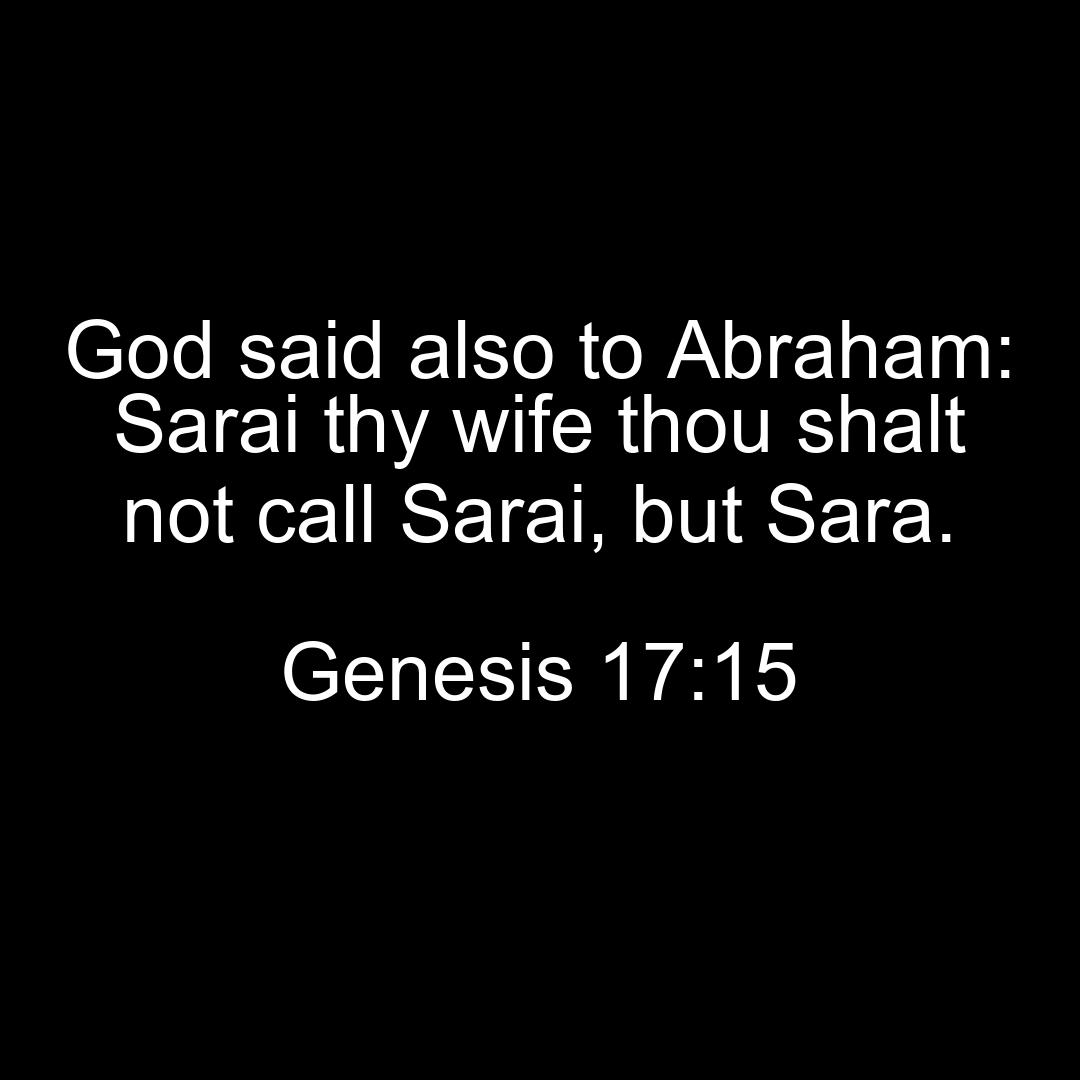 God said also to Abraham:
Sarai thy wife thou shalt
not call Sarai, but Sara.
Genesis 17:15